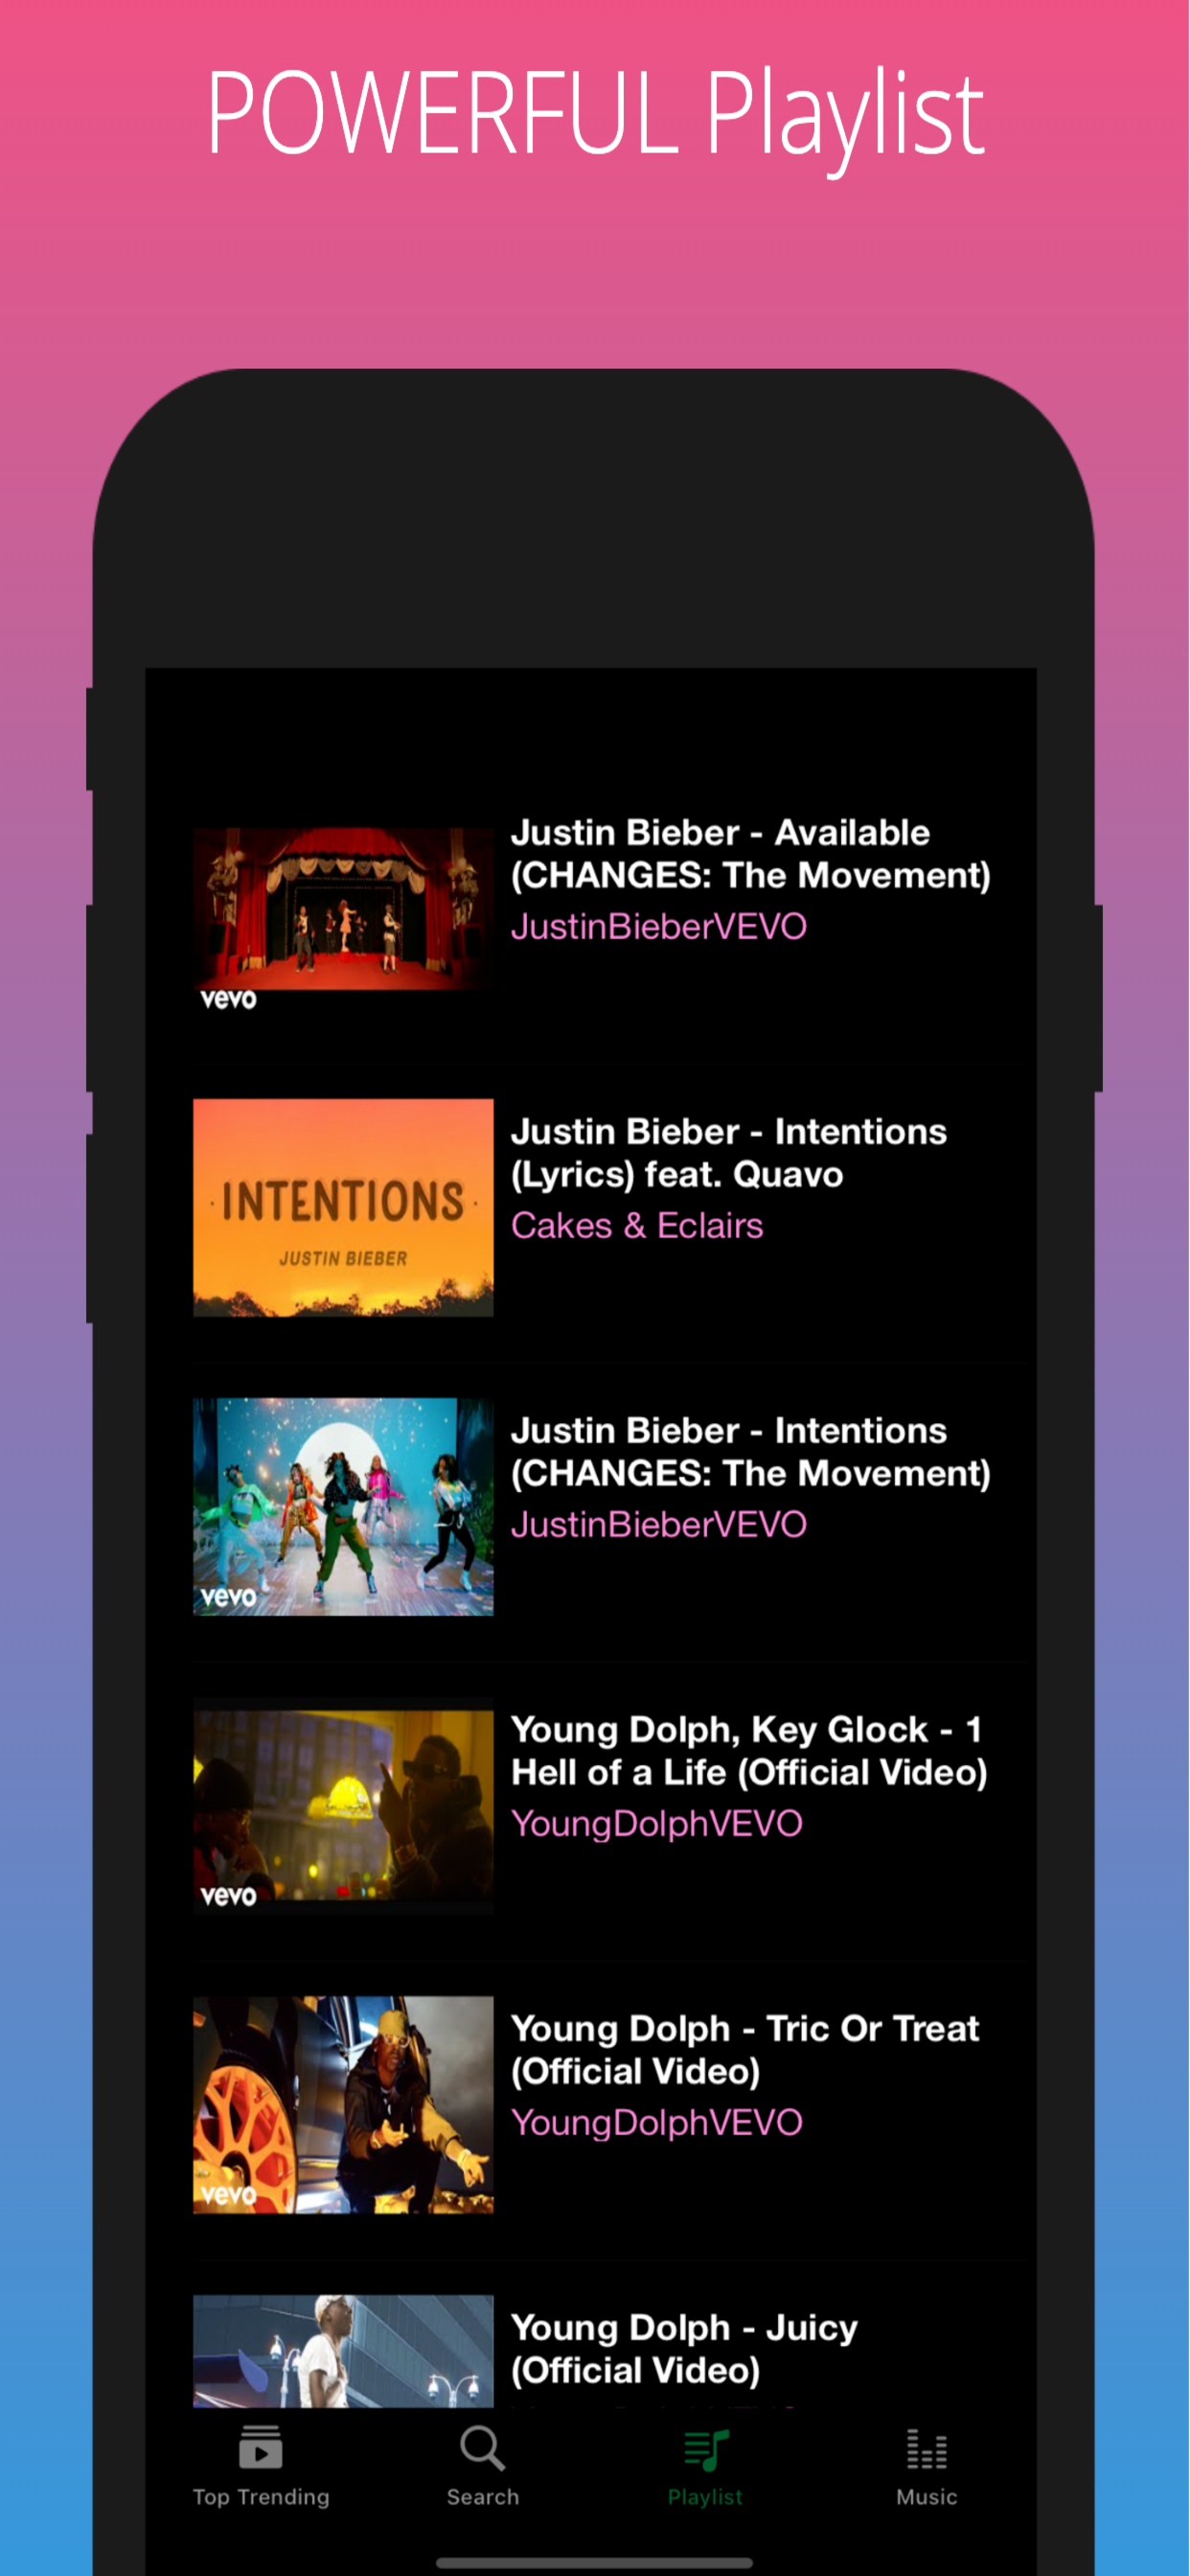 POWERFUL Playlist
Justin Bieber - Available
(CHANGES: The Movement)
JustinBieberVEVO
vevo
Justin Bieber - Intentions
(Lyrics) feat. Quavo
Cakes & Eclairs
· INTENTIONS ·
JUSTIN BIEBER
Justin Bieber - Intentions
(CHANGES: The Movement)
JustinBieberVEVO
vevo
Young Dolph, Key Glock - 1
Hell of a Life (Official Video)
YoungDolphVEVO
vevo
Young Dolph - Tric Or Treat
(Official Video)
YoungDolphVEVO
vevo
Young Dolph - Juicy
(Official Video)
Top Trending
Search
Playlist
Music